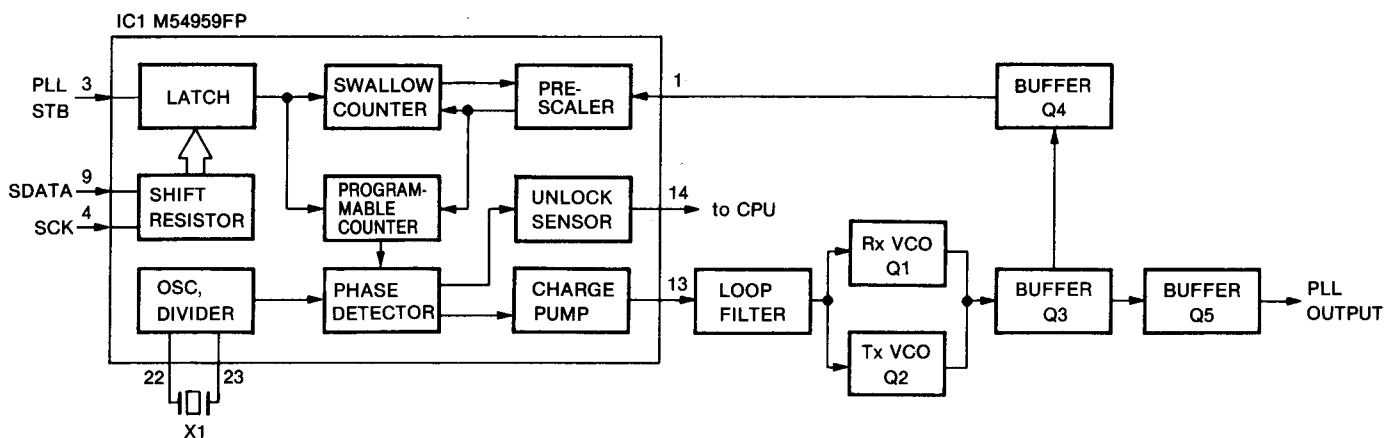 IC1 M54959FP
PLL
STB
3
LATCH
SWALLOW
COUNTER
PRE-
SCALER
1
BUFFER
Q4
SDATA
9
SCK
4
SHIFT
RESISTOR
PROGRAM-
MABLE
COUNTER
UNLOCK
SENSOR
14
to CPU
OSC,
DIVIDER
PHASE
DETECTOR
CHARGE
PUMP
13
LOOP
FILTER
Rx VCO
Q1
Tx VCO
Q2
BUFFER
Q3
BUFFER
Q5
PLL
OUTPUT
22
23
X1